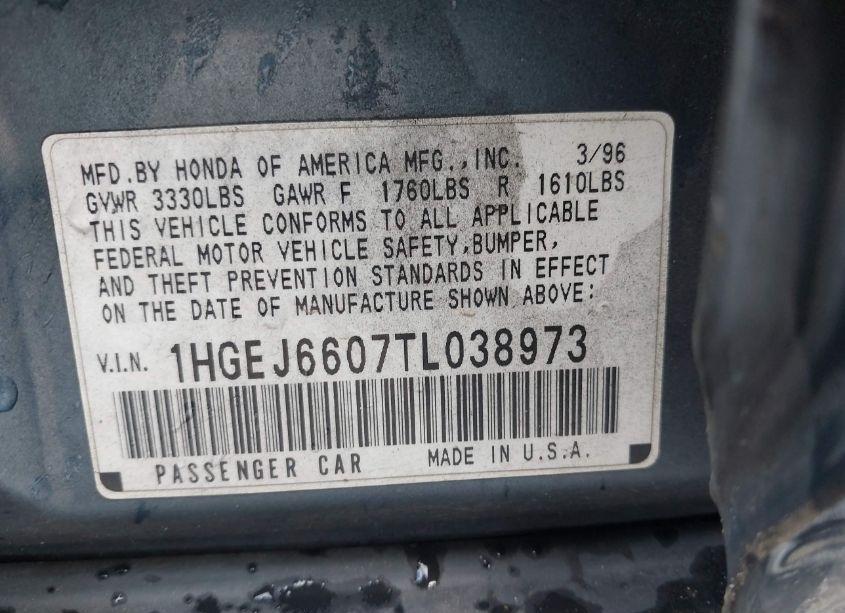 MFD.BY HONDA OF AMERICA MFG.,INC. 3/96
GVWR 3330LBS GAWR F 1760LBS R 1610LBS
THIS VEHICLE CONFORMS TO ALL APPLICABLE
FEDERAL MOTOR VEHICLE SAFETY,BUMPER,
AND THEFT PREVENTION STANDARDS IN EFFECT
ON THE DATE OF MANUFACTURE SHOWN ABOVE:
V.I.N. 1HGEJ6607TL038973
PASSENGER CAR MADE IN U.S.A.